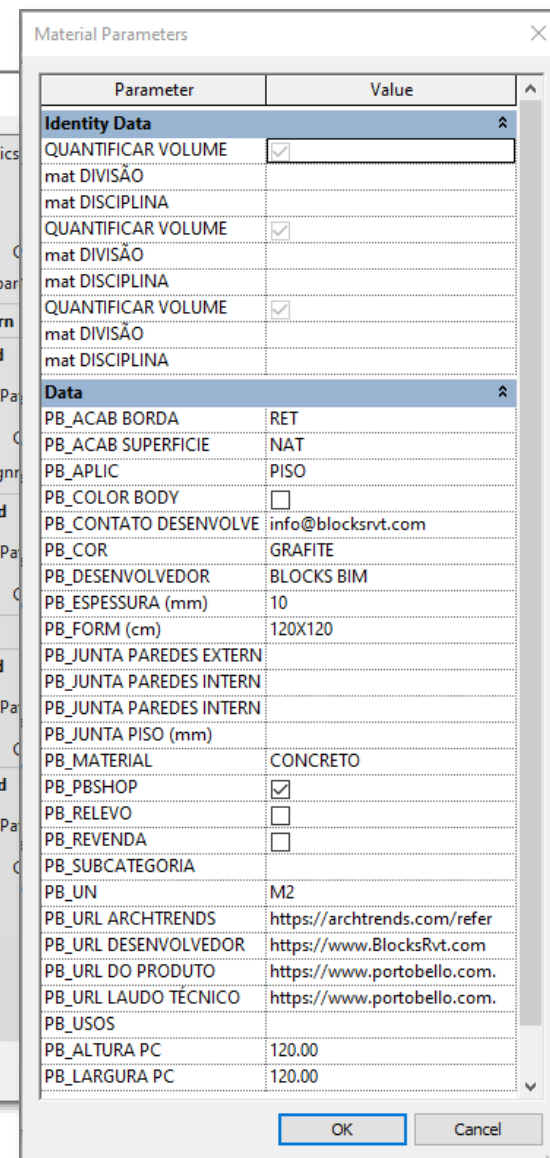 Material Parameters
Parameter Value
Identity Data
QUANTIFICAR VOLUME
mat DIVISÃO
mat DISCIPLINA
QUANTIFICAR VOLUME
mat DIVISÃO
mat DISCIPLINA
QUANTIFICAR VOLUME
mat DIVISÃO
mat DISCIPLINA
Data
PB_ACAB BORDA RET
PB_ACAB SUPERFICIE NAT
PB_APLIC PISO
PB_COLOR BODY
PB_CONTATO DESENVOLVE info@blocksrvt.com
PB_COR GRAFITE
PB_DESENVOLVEDOR BLOCKS BIM
PB_ESPESSURA (mm) 10
PB_FORM (cm) 120X120
PB_JUNTA PAREDES EXTERN
PB_JUNTA PAREDES INTERN
PB_JUNTA PAREDES INTERN
PB_JUNTA PISO (mm)
PB_MATERIAL CONCRETO
PB_PBSHOP
PB_RELEVO
PB_REVENDA
PB_SUBCATEGORIA
PB_UN M2
PB_URL ARCHTRENDS https://archtrends.com/refer
PB_URL DESENVOLVEDOR https://www.BlocksRvt.com
PB_URL DO PRODUTO https://www.portobello.com.
PB_URL LAUDO TÉCNICO https://www.portobello.com.
PB_USOS
PB_ALTURA PC 120.00
PB_LARGURA PC 120.00
OK Cancel